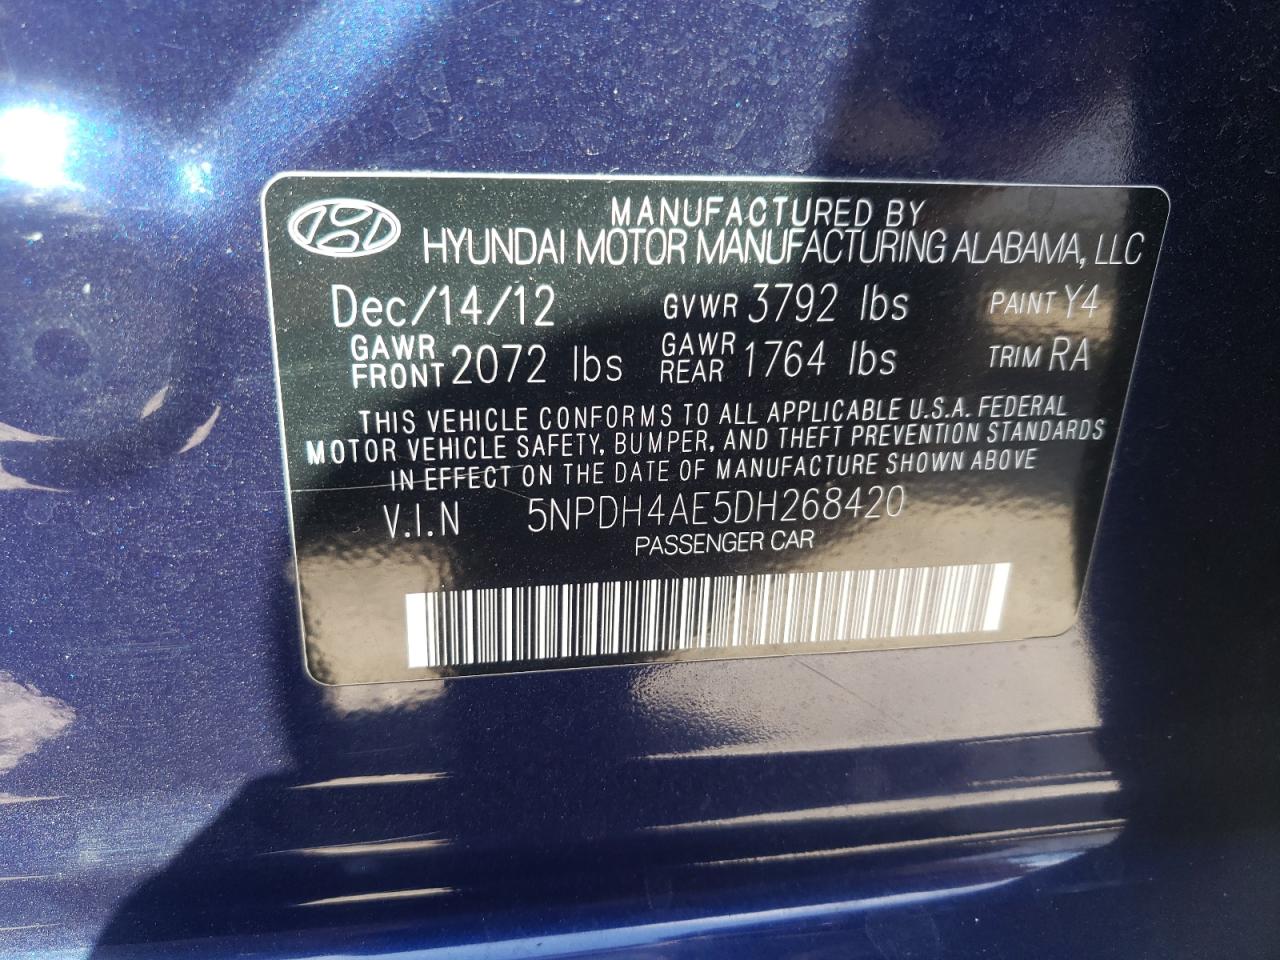 MANUFACTURED BY
HYUNDAI MOTOR MANUFACTURING ALABAMA, LLC
Dec/14/12 GVWR 3792 lbs PAINT Y4
GAWR FRONT 2072 lbs GAWR REAR 1764 lbs TRIM RA
THIS VEHICLE CONFORMS TO ALL APPLICABLE U.S.A. FEDERAL
MOTOR VEHICLE SAFETY, BUMPER, AND THEFT PREVENTION STANDARDS
IN EFFECT ON THE DATE OF MANUFACTURE SHOWN ABOVE
V.I.N 5NPDH4AE5DH268420
PASSENGER CAR